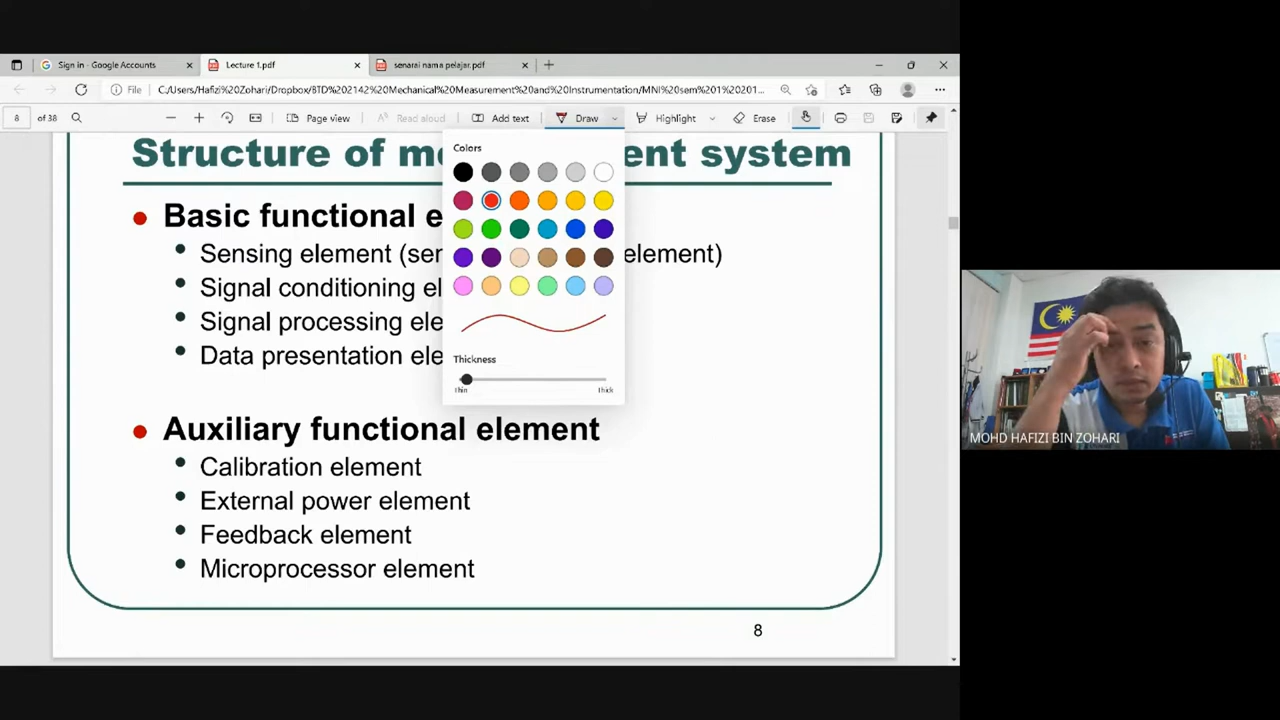 Sign in - Google Accounts
Lecture 1.pdf
senarai nama pelajar.pdf
File
C:/Users/Hafizi%20Zohari/Dropbox/BTD%202142%20Mechanical%20Measurement%20and%20Instrumentation/MNI%20sem%201%20201...
8 of 38
Page view
Read aloud
Add text
Draw
Highlight
Erase
Structure of me ent system
Colors
Thickness
Thin
Thick
Basic functional e
Sensing element (ser element)
Signal conditioning el
Signal processing ele
Data presentation ele
Auxiliary functional element
Calibration element
External power element
Feedback element
Microprocessor element
8
MOHD HAFIZI BIN ZOHARI